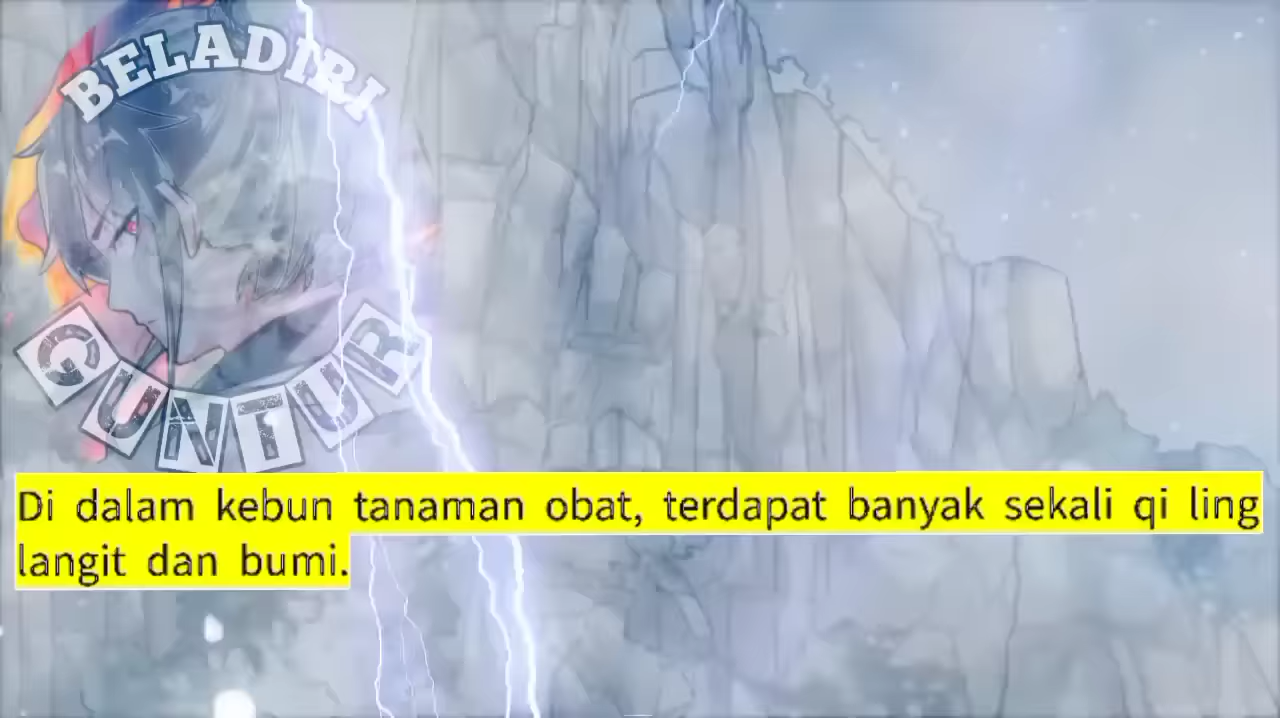 BELADIRI
GUNTUR
Di dalam kebun tanaman obat, terdapat banyak sekali qi ling
langit dan bumi.